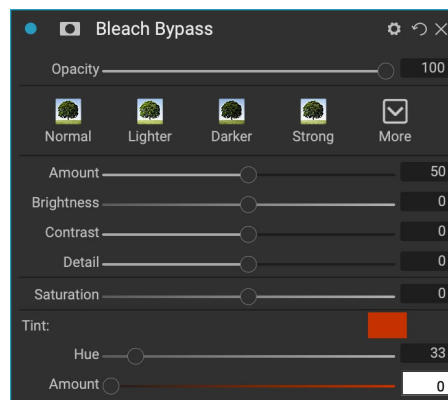 Bleach Bypass
Opacity 100
Normal Lighter Darker Strong More
Amount 50
Brightness 0
Contrast 0
Detail 0
Saturation 0
Tint:
Hue 33
Amount 0